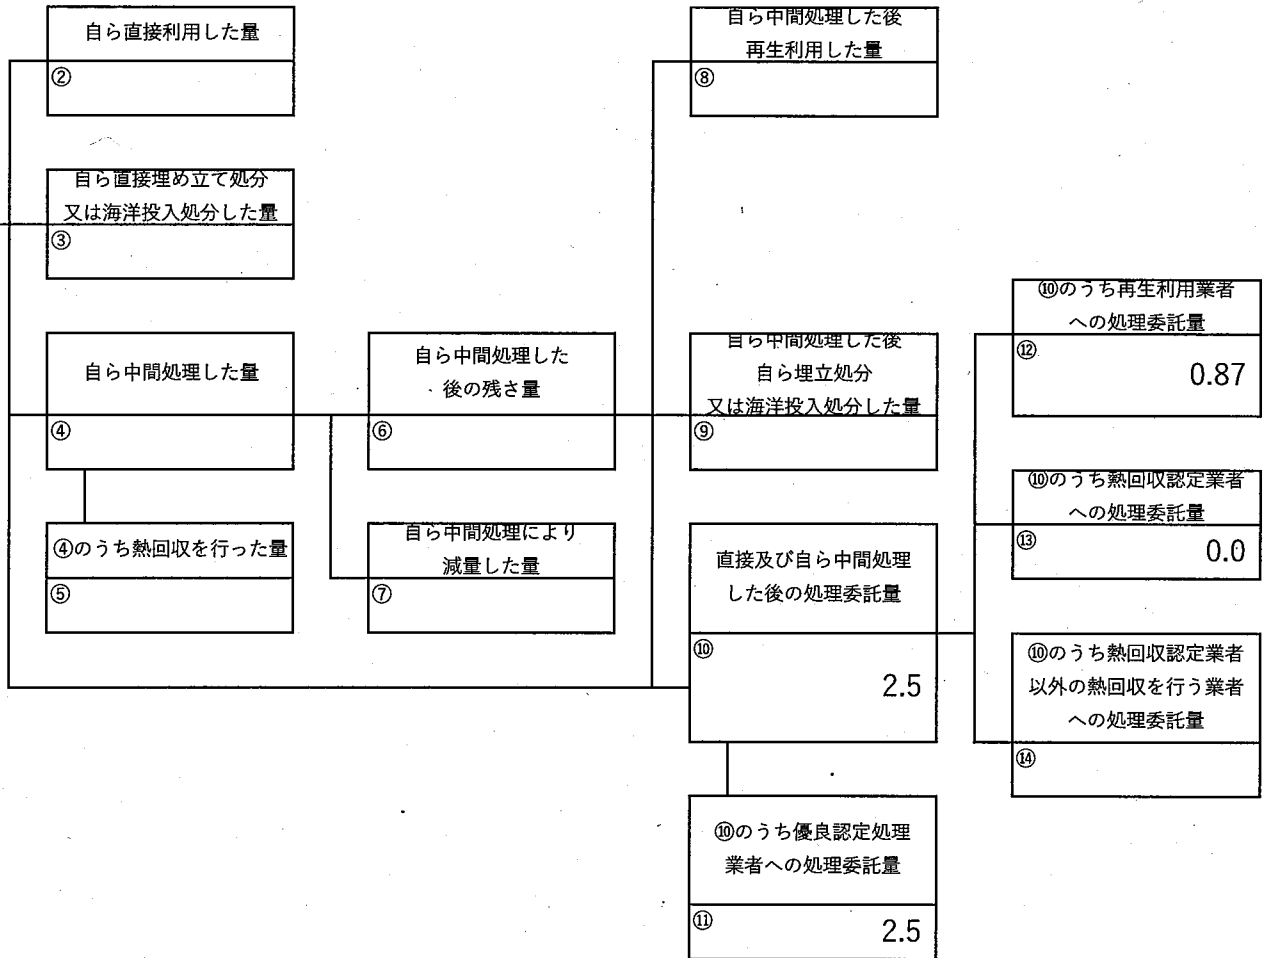 自ら直接利用した量
②
自ら直接埋め立て処分
又は海洋投入処分した量
③
自ら中間処理した量
④
④のうち熱回収を行った量
⑤
自ら中間処理した
後の残さ量
⑥
自ら中間処理により
減量した量
⑦
自ら中間処理した後
再生利用した量
⑧
自ら中間処理した後
自ら埋立処分
又は海洋投入処分した量
⑨
直接及び自ら中間処理
した後の処理委託量
⑩
2.5
⑩のうち優良認定処理
業者への処理委託量
⑪
2.5
⑩のうち再生利用業者
への処理委託量
⑫
0.87
⑩のうち熱回収認定業者
への処理委託量
⑬
0.0
⑩のうち熱回収認定業者
以外の熱回収を行う業者
への処理委託量
⑭